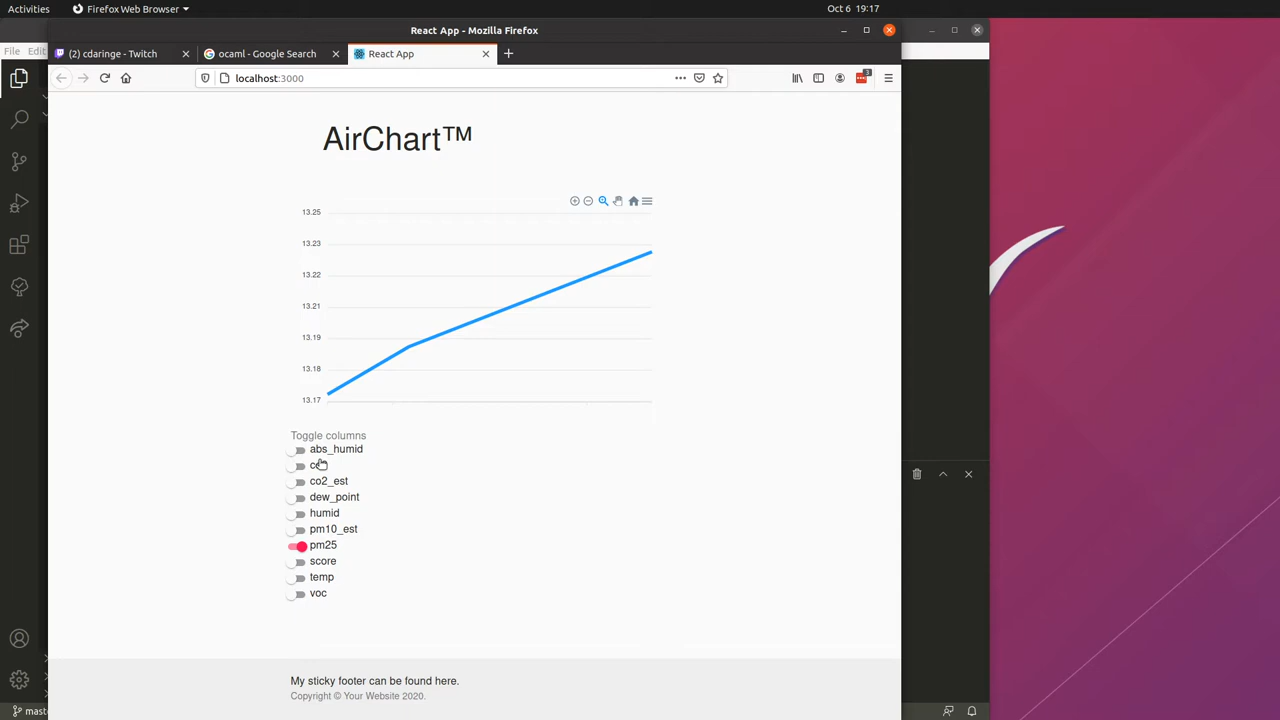 Activities
Firefox Web Browser
Oct 6 19:17
React App - Mozilla Firefox
File Edit
(2) cdaringe - Twitch
ocaml - Google Search
React App
localhost:3000
3
AirChart™
13.25
13.23
13.22
13.21
13.19
13.18
13.17
Toggle columns
abs_humid
co2_est
dew_point
humid
pm10_est
pm25
score
temp
voc
My sticky footer can be found here.
Copyright © Your Website 2020.